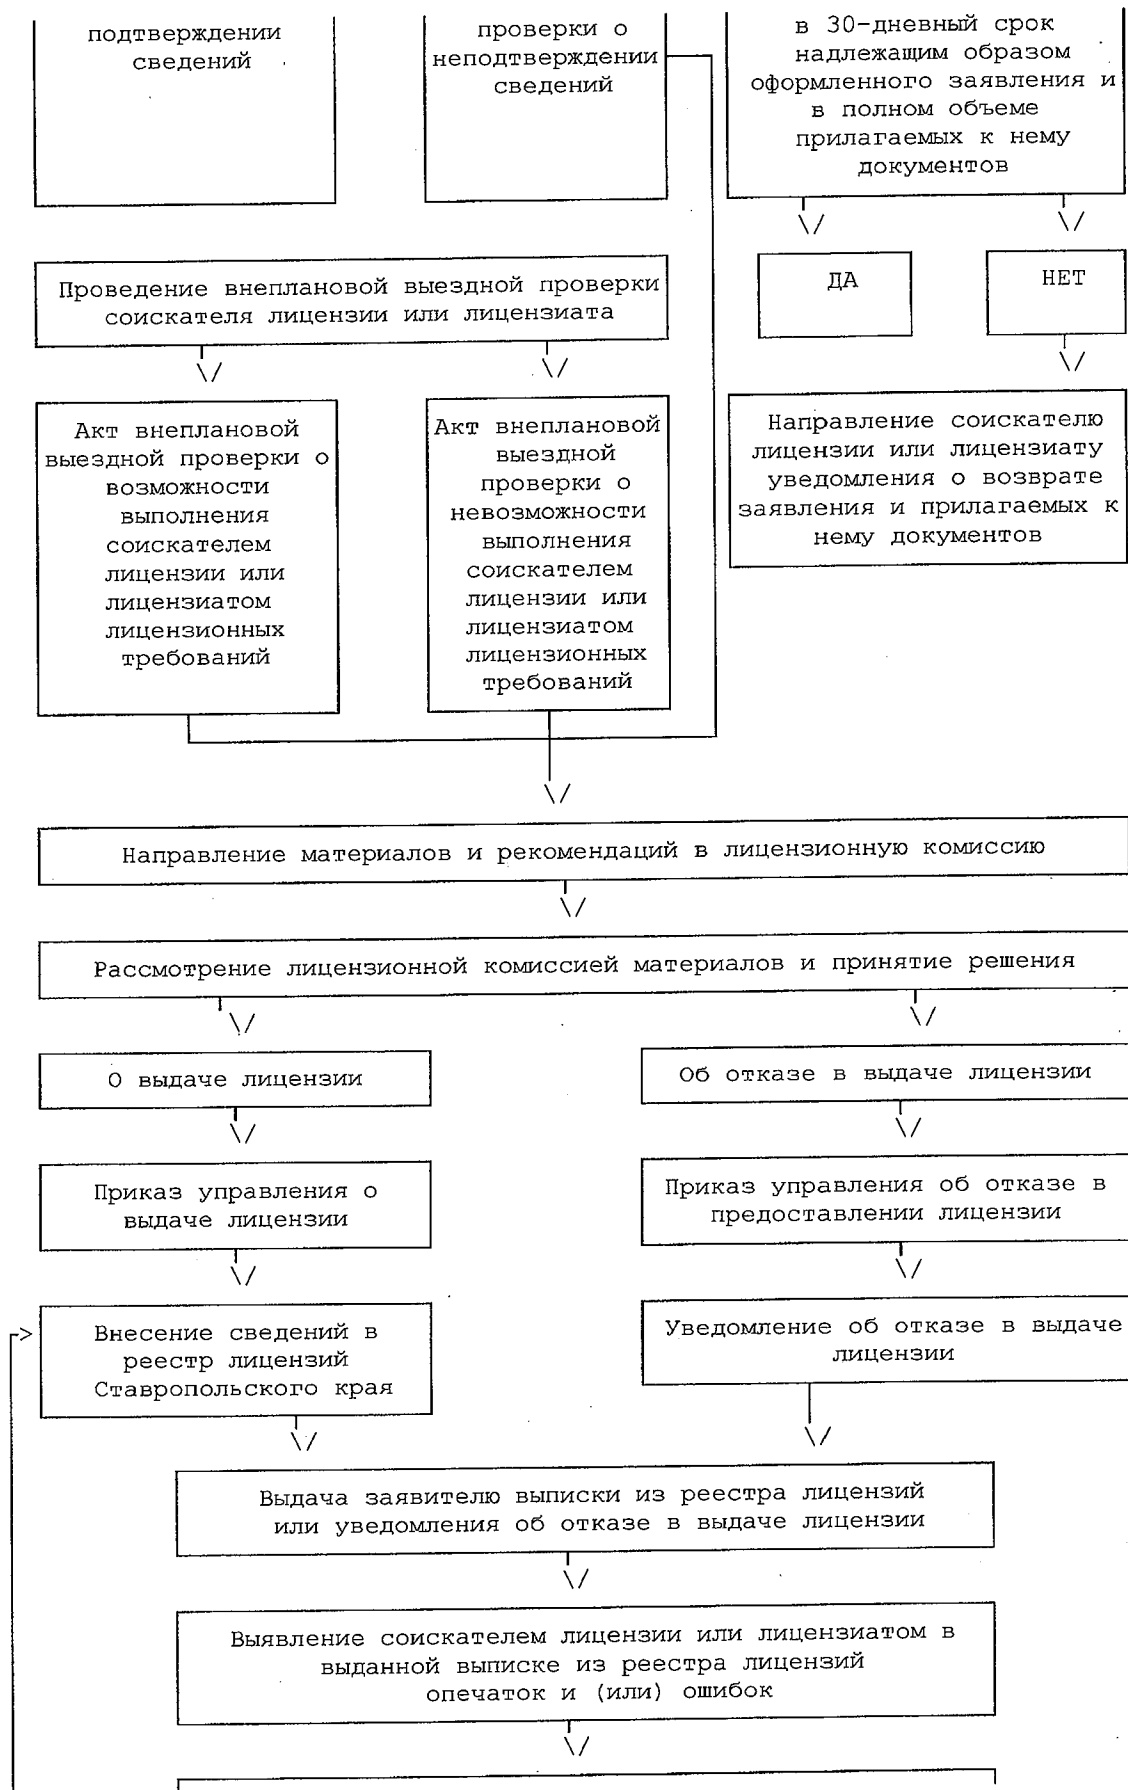 подтверждении
сведений
проверки о
неподтверждении
сведений
в 30-дневный срок
надлежащим образом
оформленного заявления и
в полном объеме
прилагаемых к нему
документов
ДА
НЕТ
Проведение внеплановой выездной проверки
соискателя лицензии или лицензиата
Акт внеплановой
выездной проверки о
возможности
выполнения
соискателем
лицензии или
лицензиатом
лицензионных
требований
Акт внеплановой
выездной
проверки о
невозможности
выполнения
соискателем
лицензии или
лицензиатом
лицензионных
требований
Направление соискателю
лицензии или лицензиату
уведомления о возврате
заявления и прилагаемых к
нему документов
Направление материалов и рекомендаций в лицензионную комиссию
Рассмотрение лицензионной комиссией материалов и принятие решения
О выдаче лицензии
Об отказе в выдаче лицензии
Приказ управления о
выдаче лицензии
Приказ управления об отказе в
предоставлении лицензии
Внесение сведений в
реестр лицензий
Ставропольского края
Уведомление об отказе в выдаче
лицензии
Выдача заявителю выписки из реестра лицензий
или уведомления об отказе в выдаче лицензии
Выявление соискателем лицензии или лицензиатом в
выданной выписке из реестра лицензий
опечаток и (или) ошибок